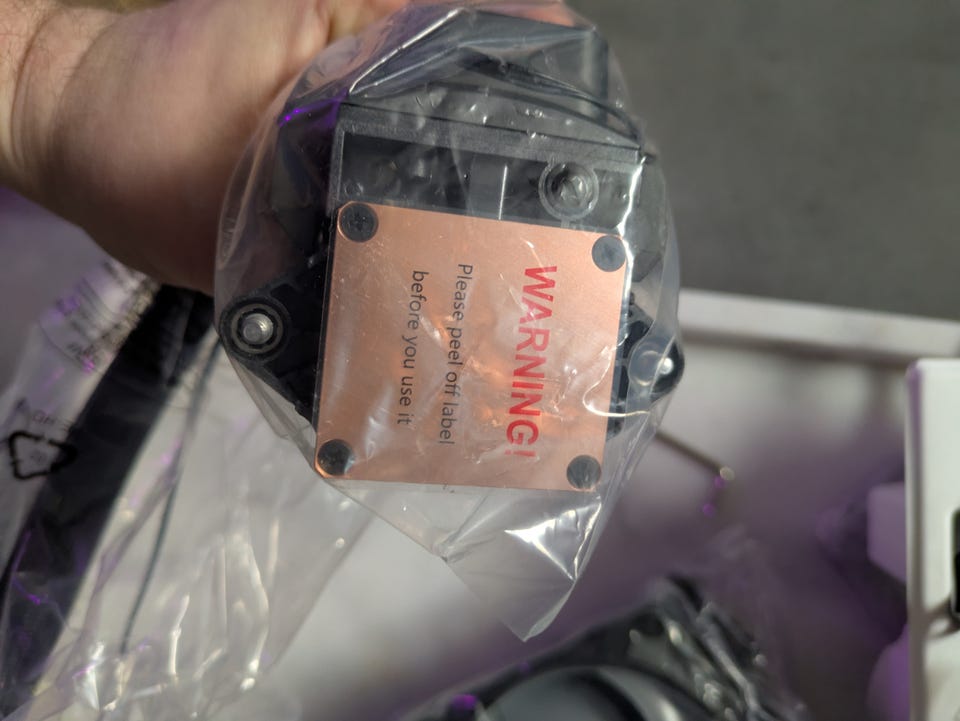 WARNING!
Please peel off label
before you use it